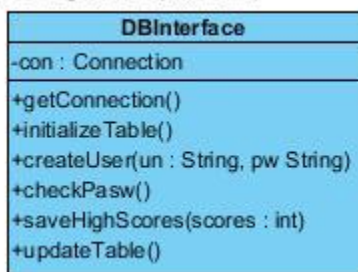 DBInterface
-con : Connection
+getConnection()
+initializeTable()
+createUser(un : String, pw String)
+checkPasw()
+saveHighScores(scores : int)
+updateTable()